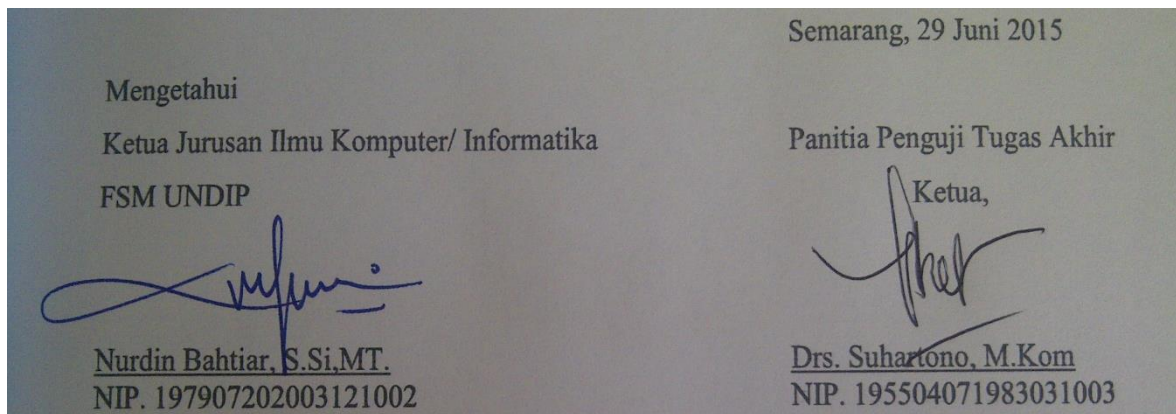 Semarang, 29 Juni 2015
Mengetahui
Ketua Jurusan Ilmu Komputer/ Informatika
FSM UNDIP
Nurdin Bahtiar, S.Si,MT.
NIP. 197907202003121002
Panitia Penguji Tugas Akhir
Ketua,
Drs. Suhartono, M.Kom
NIP. 195504071983031003